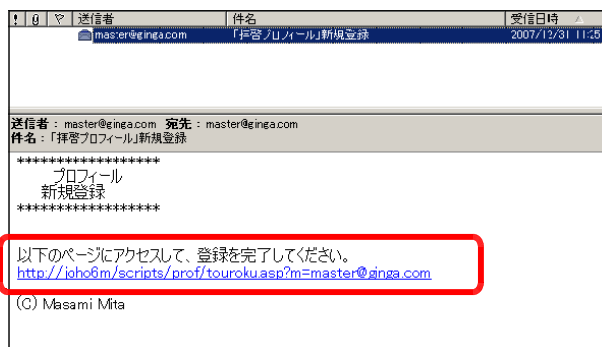 ! 送信者 件名 受信日時
master@ginga.com 「拝啓プロフィール」新規登録 2007/12/31 11:25
送信者: master@ginga.com 宛先: master@ginga.com
件名:「拝啓プロフィール」新規登録
******************
プロフィール
新規登録
******************
以下のページにアクセスして、登録を完了してください。
http://joho6m/scripts/prof/touroku.asp?m=master@ginga.com
(C) Masami Mita